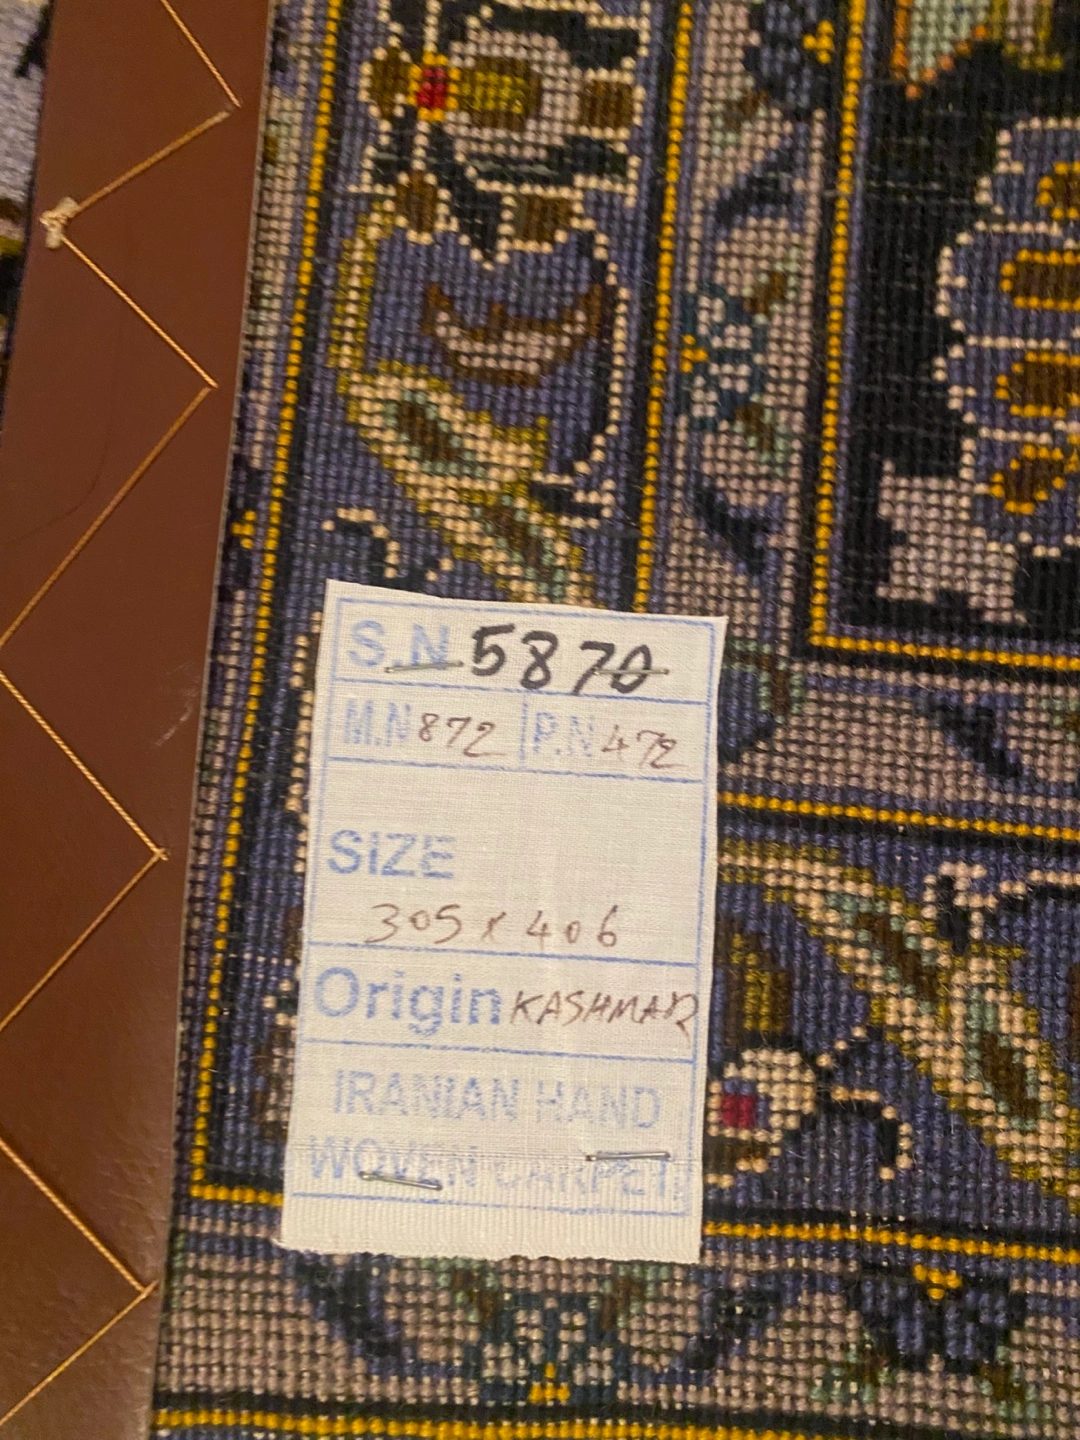 S.N 5870
M.N 872 P.N 472
SIZE
305 x 406
Origin KASHMAR
IRANIAN HAND
WOVEN CARPET